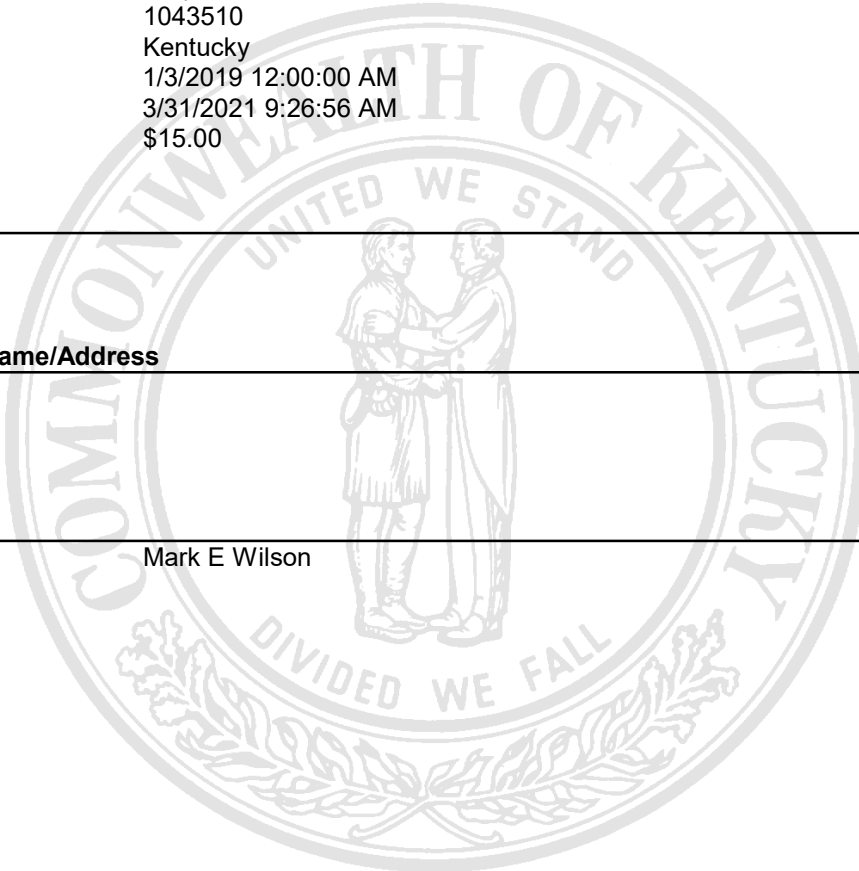 1043510
Kentucky
1/3/2019 12:00:00 AM
3/31/2021 9:26:56 AM
$15.00
COMMONWEALTH OF KENTUCKY
UNITED WE STAND
ame/Address
Mark E Wilson
DIVIDED WE FALL